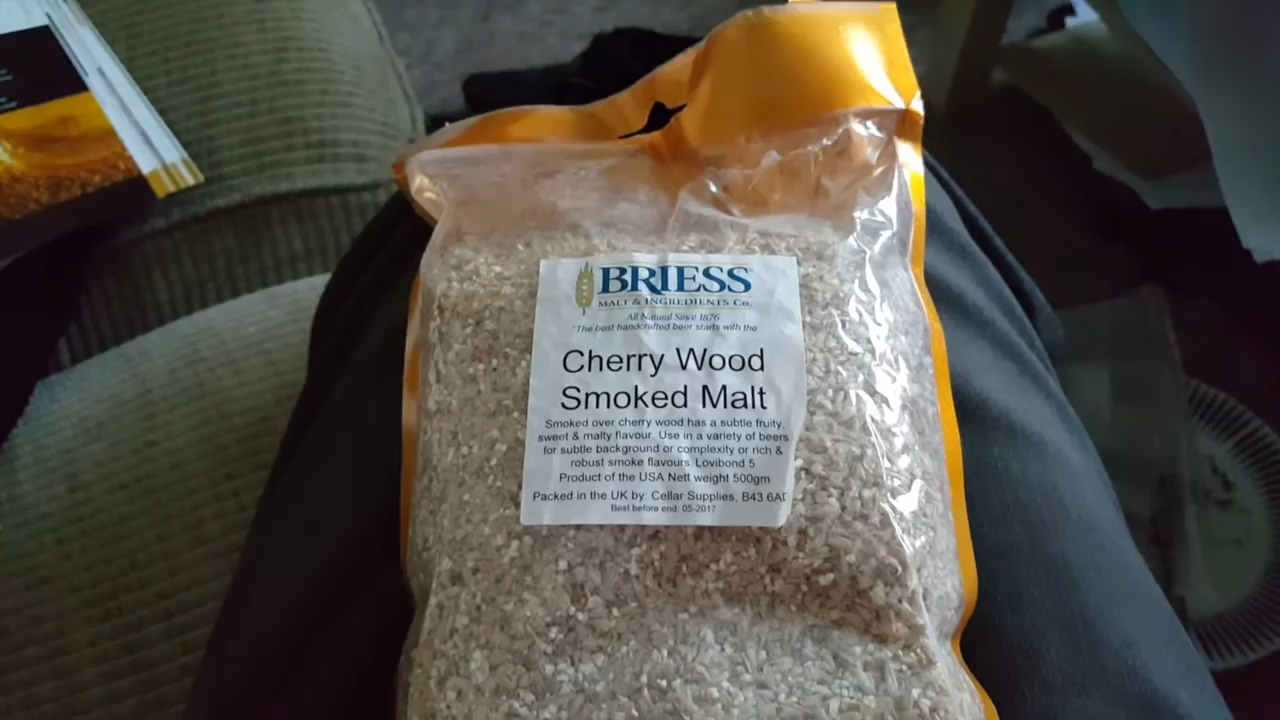 BRIESS
MALT & INGREDIENTS Co.
All Natural Since 1876
"The best handcrafted beer starts with the
Cherry Wood
Smoked Malt
Smoked over cherry wood has a subtle fruity,
sweet & malty flavour. Use in a variety of beers
for subtle background or complexity or rich &
robust smoke flavours. Lovibond 5
Product of the USA Nett weight 500gm
Packed in the UK by: Cellar Supplies, B43 6A
Best before end: 05-2017